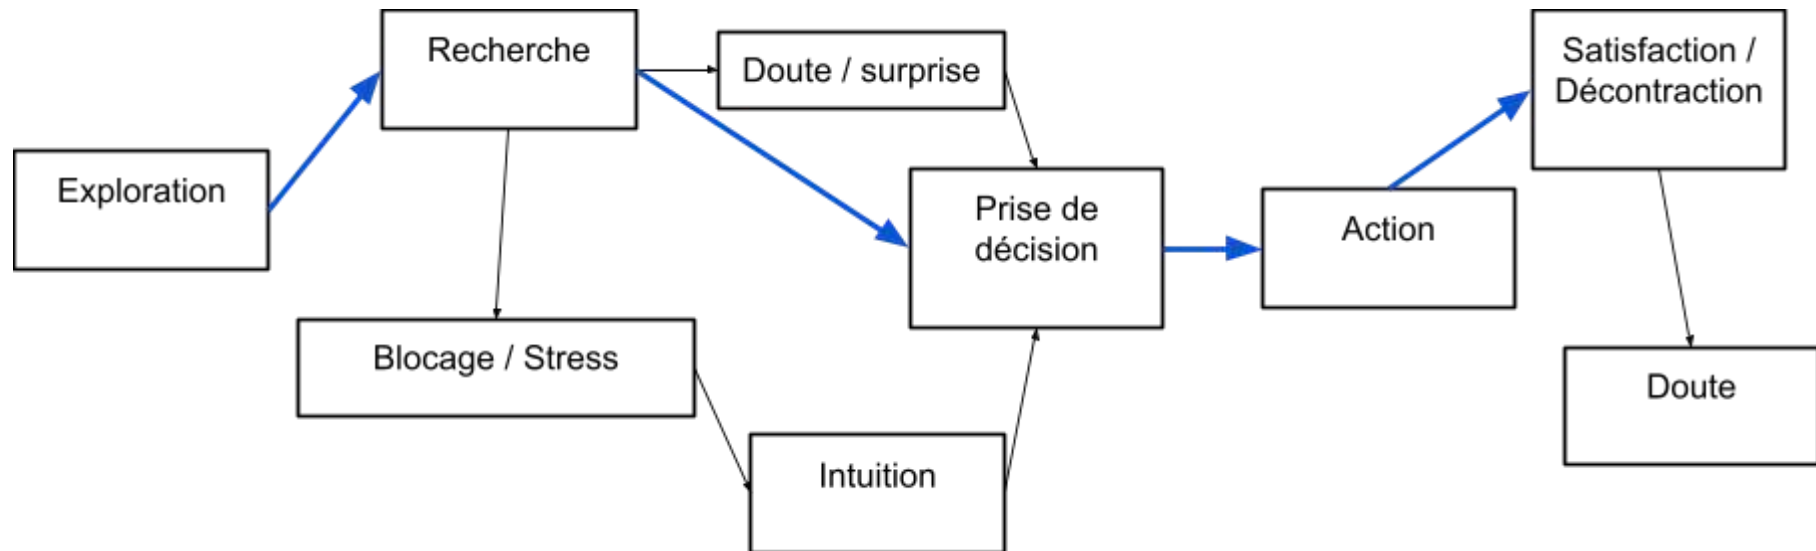 Recherche
Doute / surprise
Satisfaction /
Décontraction
Exploration
Prise de
décision
Action
Blocage / Stress
Doute
Intuition